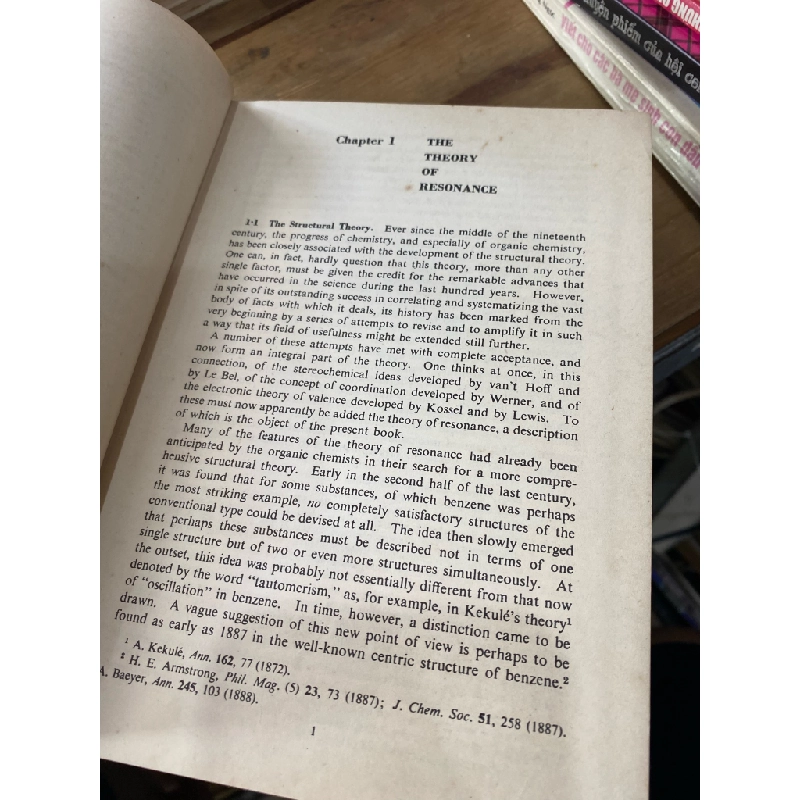 HUNG
huyện phiếm của hội
Yêu cho các bà mẹ sinh con
Chapter I THE
THEORY
OF
RESONANCE
1·1 The Structural Theory. Ever since the middle of the nineteenth
century, the progress of chemistry, and especially of organic chemistry,
has been closely associated with the development of the structural theory.
One can, in fact, hardly question that this theory, more than any other
single factor, must be given the credit for the remarkable advances that
have occurred in the science during the last hundred years. However,
in spite of its outstanding success in correlating and systematizing the vast
body of facts with which it deals, its history has been marked from the
very beginning by a series of attempts to revise and to amplify it in such
a way that its field of usefulness might be extended still further.
A number of these attempts have met with complete acceptance, and
now form an integral part of the theory. One thinks at once, in this
connection, of the stereochemical ideas developed by van't Hoff and
by Le Bel, of the concept of coordination developed by Werner, and of
the electronic theory of valence developed by Kossel and by Lewis. To
these must now apparently be added the theory of resonance, a description
of which is the object of the present book.
Many of the features of the theory of resonance had already been
anticipated by the organic chemists in their search for a more compre-
hensive structural theory. Early in the second half of the last century,
it was found that for some substances, of which benzene was perhaps
the most striking example, no completely satisfactory structures of the
conventional type could be devised at all. The idea then slowly emerged
that perhaps these substances must be described not in terms of one
single structure but of two or even more structures simultaneously. At
the outset, this idea was probably not essentially different from that now
denoted by the word "tautomerism," as, for example, in Kekulé's theory¹
of "oscillation" in benzene. In time, however, a distinction came to be
drawn. A vague suggestion of this new point of view is perhaps to be
found as early as 1887 in the well-known centric structure of benzene.²
¹ A. Kekulé, Ann. 162, 77 (1872).
² H. E. Armstrong, Phil. Mag. (5) 23, 73 (1887); J. Chem. Soc. 51, 258 (1887).
A. Baeyer, Ann. 245, 103 (1888).
1